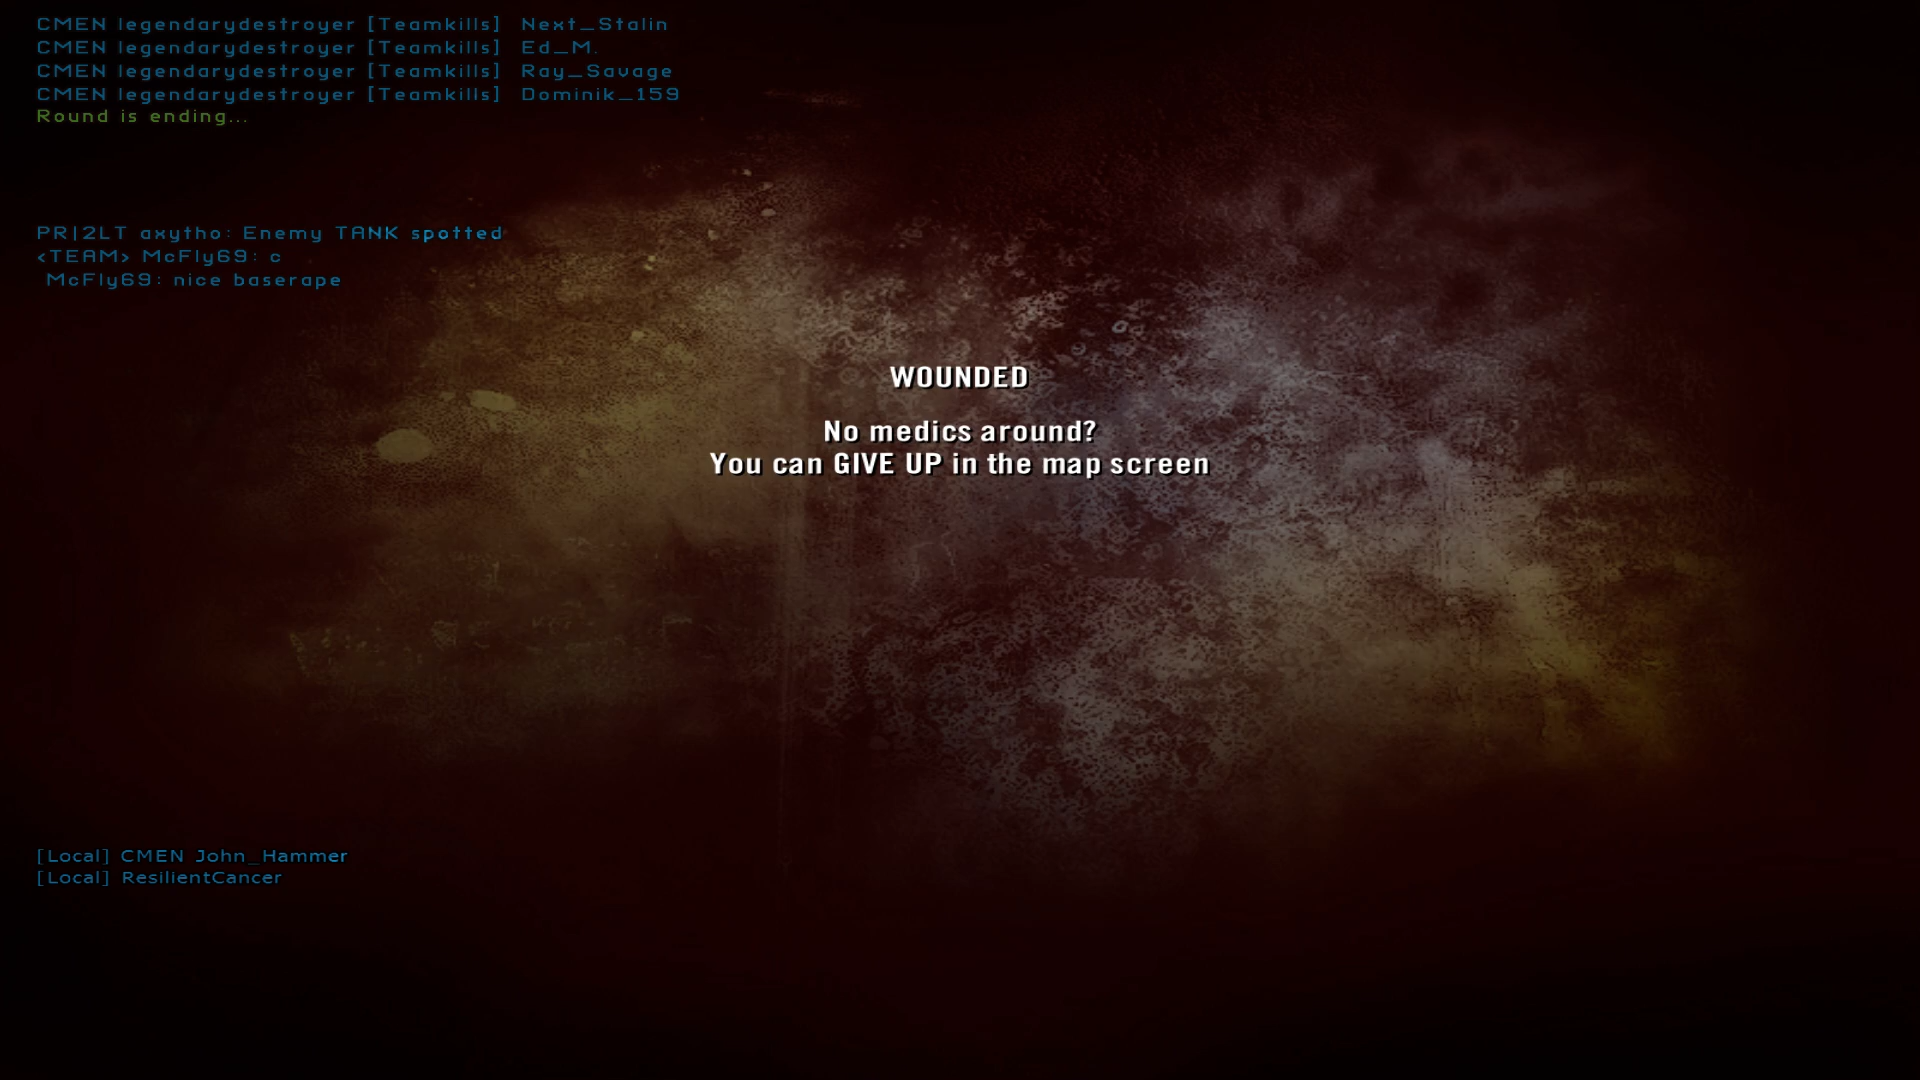 CMEN legendarydestroyer [Teamkills] Next_Stalin
CMEN legendarydestroyer [Teamkills] Ed_M.
CMEN legendarydestroyer [Teamkills] Ray_Savage
CMEN legendarydestroyer [Teamkills] Dominik_159
Round is ending...
PR|2LT axytho: Enemy TANK spotted
<TEAM> McFly69: c
McFly69: nice baserape
WOUNDED
No medics around?
You can GIVE UP in the map screen
[Local] CMEN John_Hammer
[Local] ResilientCancer